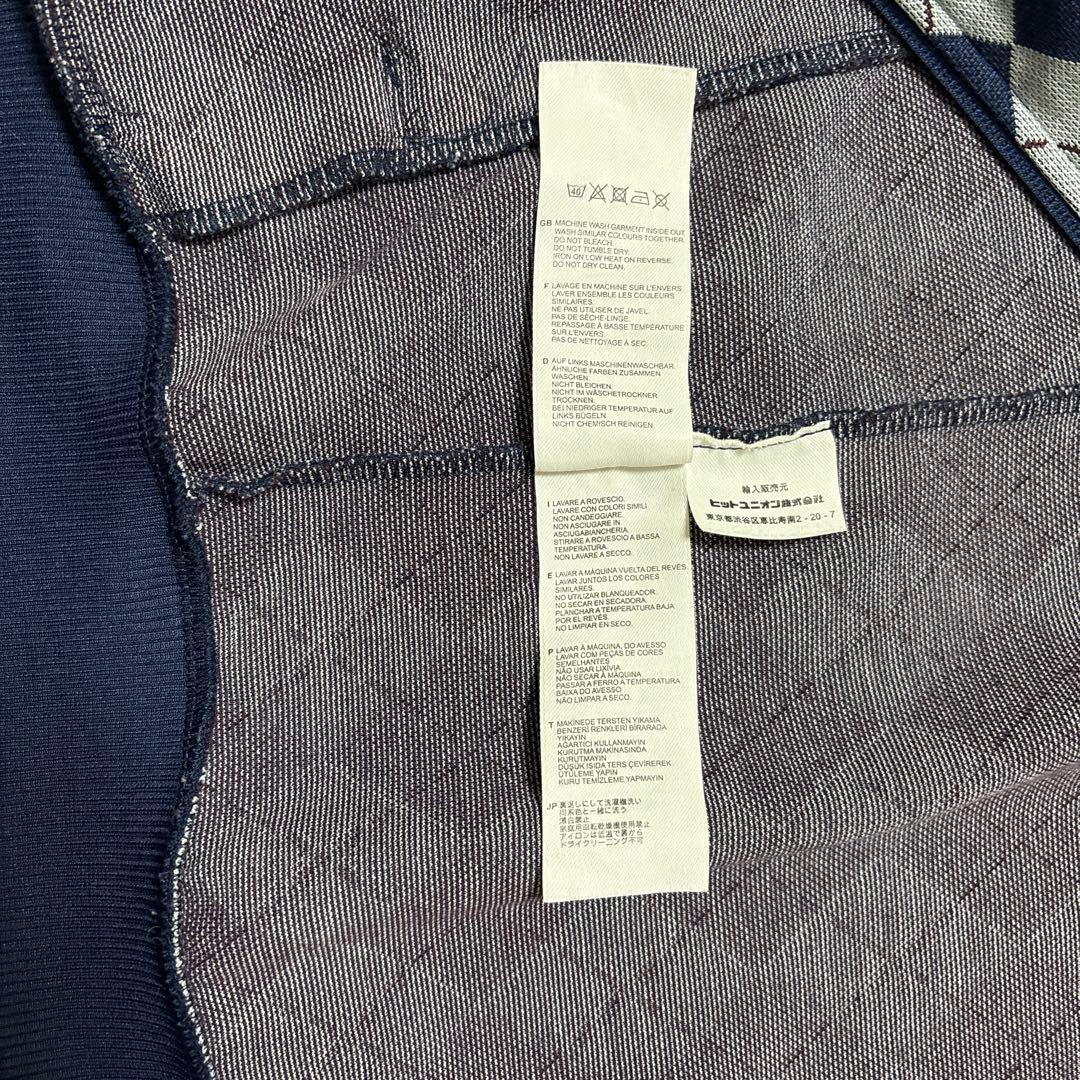 40
GB MACHINE WASH GARMENT INSIDE OUT.
WASH SIMILAR COLOURS TOGETHER.
DO NOT BLEACH.
DO NOT TUMBLE DRY.
IRON ON LOW HEAT ON REVERSE.
DO NOT DRY CLEAN.
F LAVAGE EN MACHINE SUR L'ENVERS.
LAVER ENSEMBLE LES COULEURS
SIMILAIRES.
NE PAS UTILISER DE JAVEL.
PAS DE SÈCHE-LINGE.
REPASSAGE À BASSE TEMPÉRATURE
SUR L'ENVERS.
PAS DE NETTOYAGE À SEC.
D AUF LINKS MASCHINENWASCHBAR.
ÄHNLICHE FARBEN ZUSAMMEN
WASCHEN.
NICHT BLEICHEN.
NICHT IM WÄSCHETROCKNER
TROCKNEN.
BEI NIEDRIGER TEMPERATUR AUF
LINKS BÜGELN.
NICHT CHEMISCH REINIGEN.
I LAVARE A ROVESCIO.
LAVARE CON COLORI SIMILI
NON CANDEGGIARE.
NON ASCIUGARE IN
ASCIUGABIANCHERIA.
STIRARE A ROVESCIO A BASSA
TEMPERATURA.
NON LAVARE A SECCO.
E LAVAR A MÁQUINA VUELTA DEL REVÉS.
LAVAR JUNTOS LOS COLORES
SIMILARES.
NO UTILIZAR BLANQUEADOR.
NO SECAR EN SECADORA.
PLANCHAR A TEMPERATURA BAJA
POR EL REVÉS.
NO LIMPIAR EN SECO.
P LAVAR À MÁQUINA, DO AVESSO
LAVAR COM PEÇAS DE CORES
SEMELHANTES
NÃO USAR LIXÍVIA
NÃO SECAR À MÁQUINA
PASSAR A FERRO À TEMPERATURA
BAIXA DO AVESSO
NÃO LIMPAR A SECO.
T MAKİNEDE TERSTEN YIKAMA
BENZERİ RENKLERİ BİRARADA
YIKAYIN
AĞARTICI KULLANMAYIN
KURUTMA MAKİNASINDA
KURUTMAYIN
DÜŞÜK ISIDA TERS ÇEVİREREK
ÜTÜLEME YAPIN
KURU TEMİZLEME YAPMAYIN
JP 裏返しにして洗濯機洗い
同系色と一緒に洗う
漂白禁止
家庭用回転乾燥機使用禁止
アイロンは低温で裏から
ドライクリーニング不可
輸入販売元
ヒットユニオン株式会社
東京都渋谷区恵比寿南2-20-7